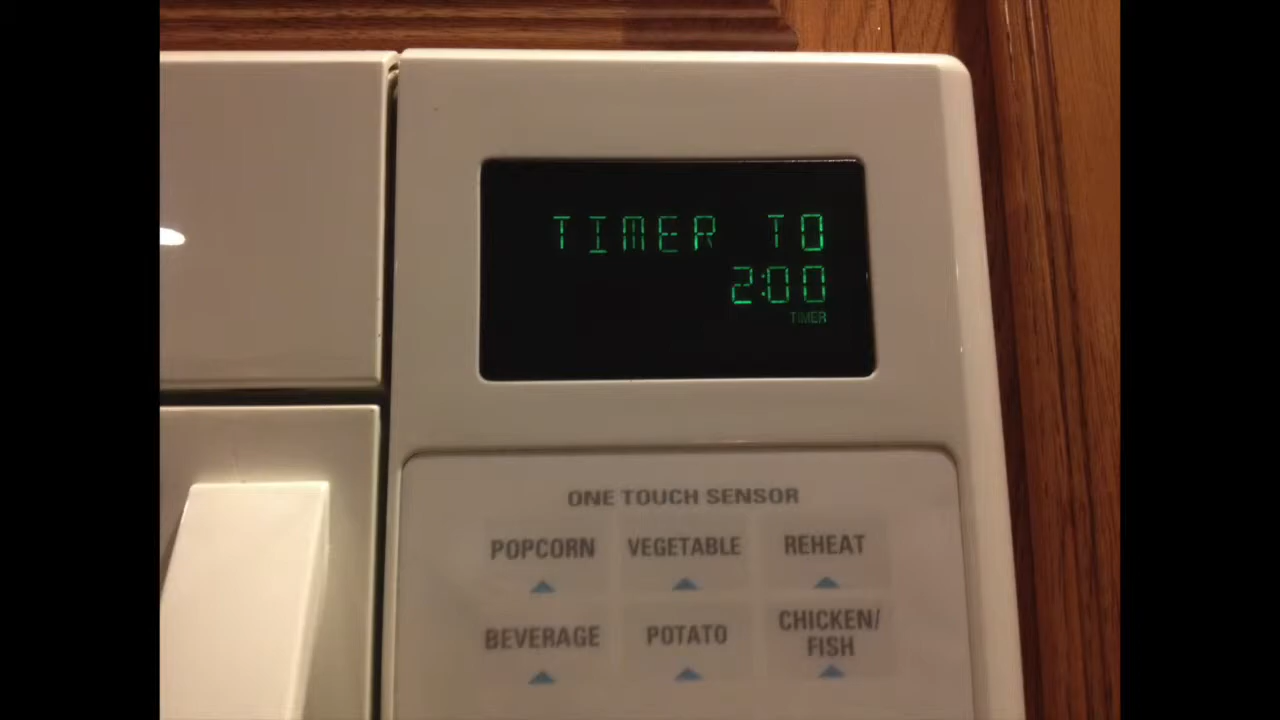 TIMER TO
2:00
TIMER
ONE TOUCH SENSOR
POPCORN VEGETABLE REHEAT
BEVERAGE POTATO CHICKEN/
FISH